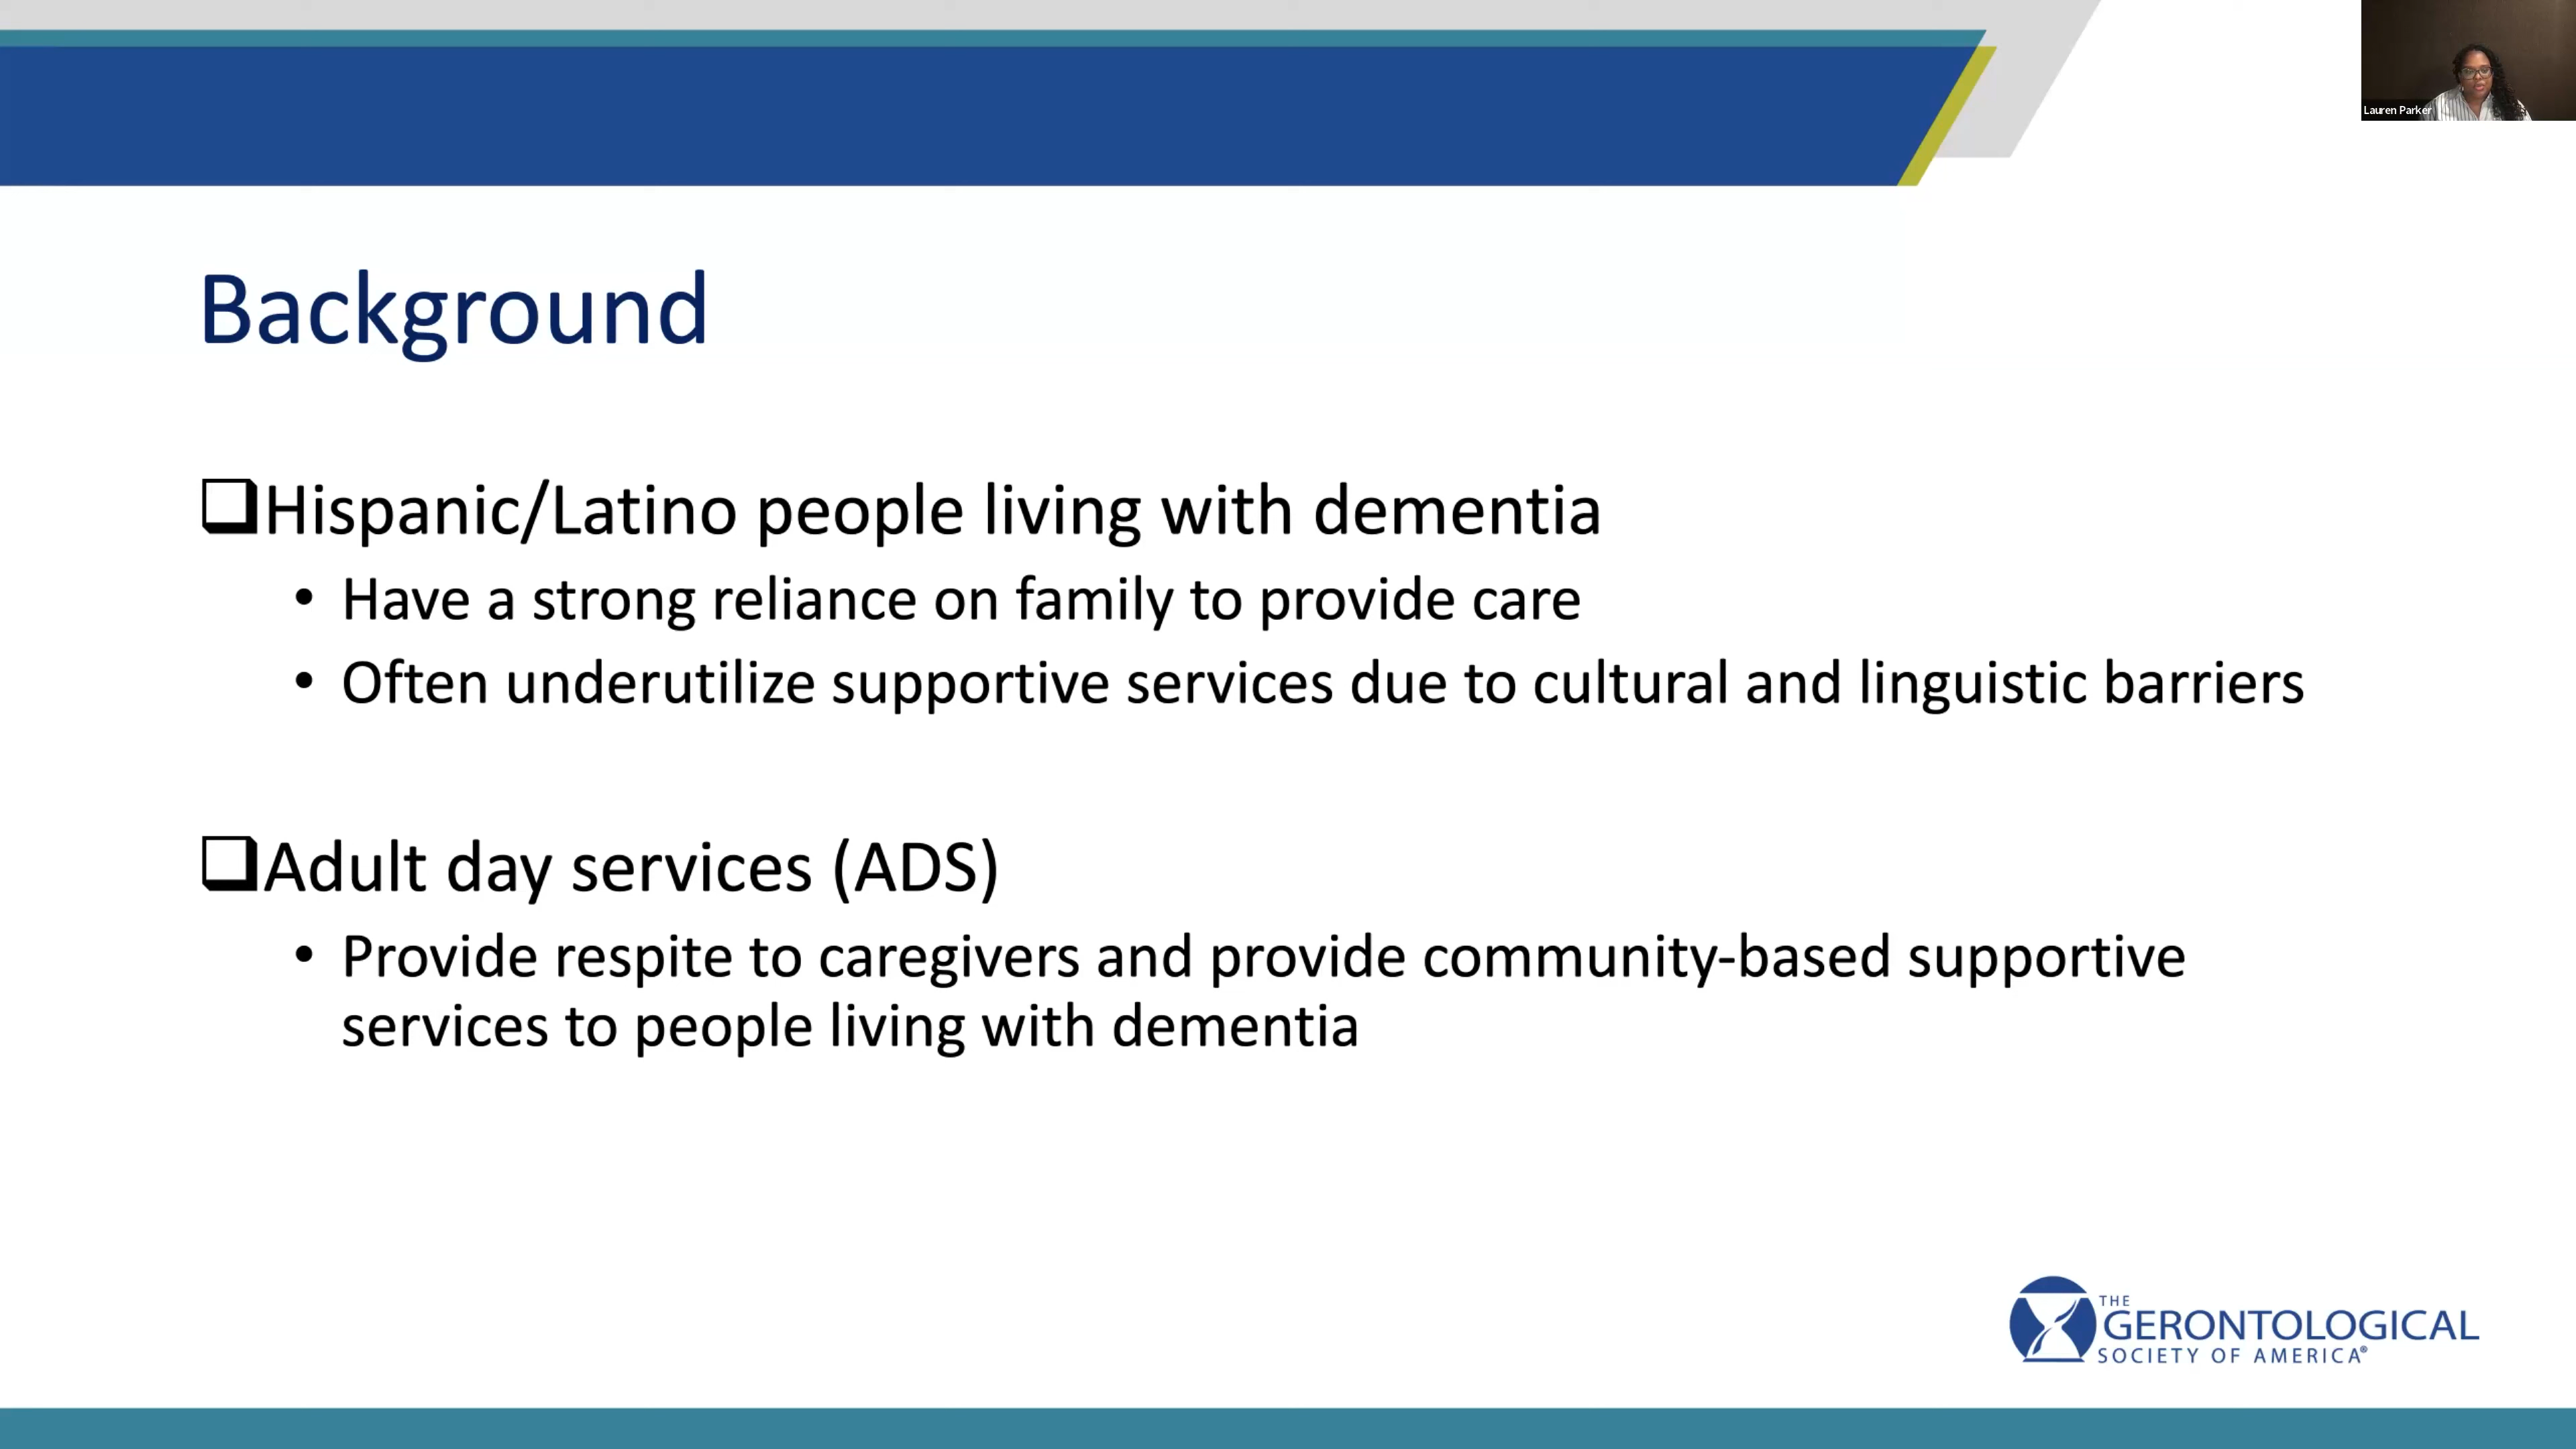 Lauren Parker
Background
Hispanic/Latino people living with dementia
• Have a strong reliance on family to provide care
• Often underutilize supportive services due to cultural and linguistic barriers
Adult day services (ADS)
• Provide respite to caregivers and provide community-based supportive
services to people living with dementia
THE
GERONTOLOGICAL
SOCIETY OF AMERICA®